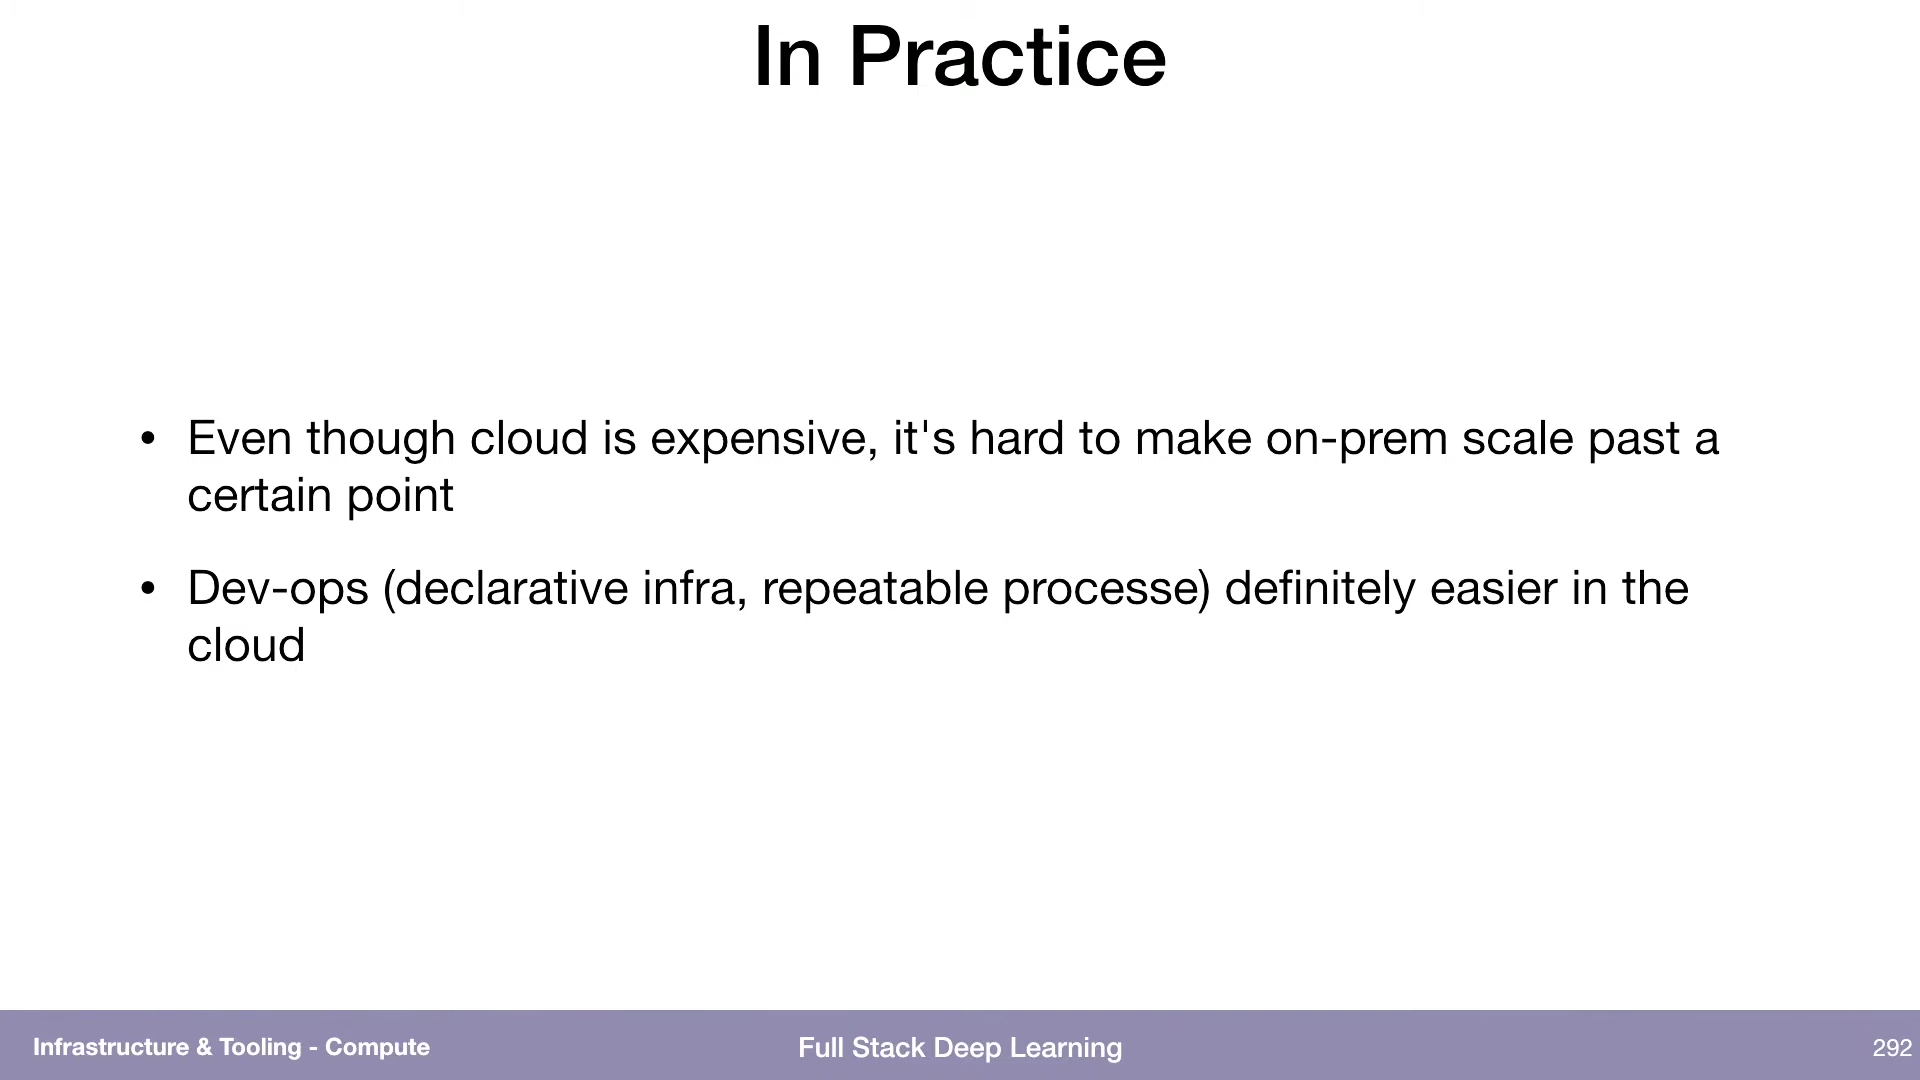 In Practice
• Even though cloud is expensive, it's hard to make on-prem scale past a
certain point
• Dev-ops (declarative infra, repeatable processe) definitely easier in the
cloud
Infrastructure & Tooling - Compute
Full Stack Deep Learning
292